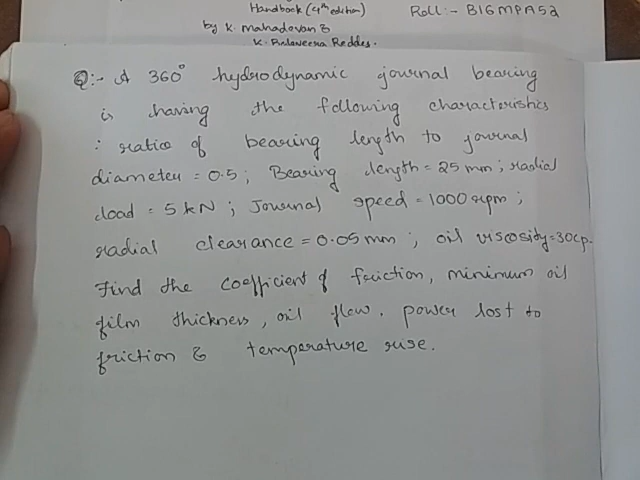 Handbook (4th edition) Roll:- B16MPA52
by K. Mahadevan &
K. Balaveera Reddes.
Q:- A 360° hydrodynamic journal bearing
is having the following characteristics
: ratio of bearing length to journal
diameter = 0.5; Bearing length = 25 mm; radial
load = 5 kN; Journal speed = 1000 rpm;
radial clearance = 0.05 mm; oil viscosity = 30 cp.
Find the coefficient of friction, minimum oil
film thickness, oil flow. power lost to
friction & temperature rise.